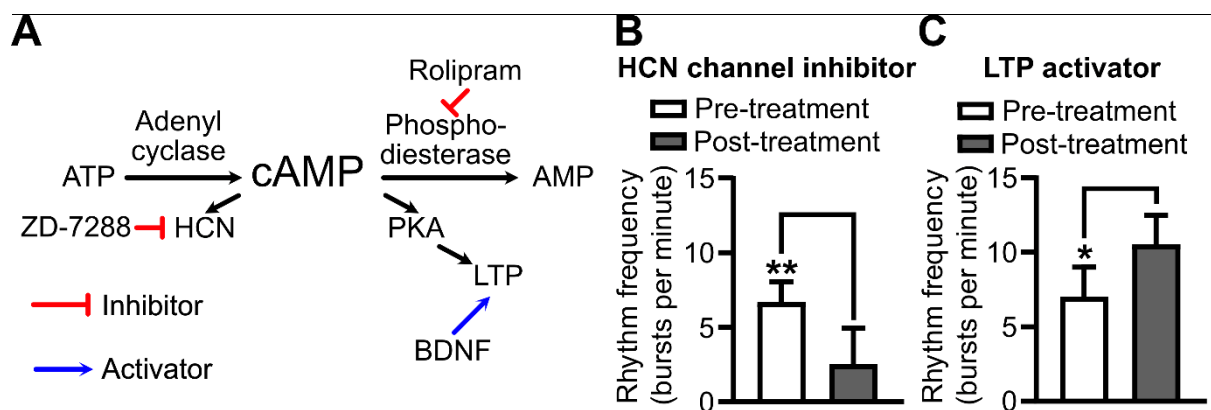 A
Rolipram
Adenyl
cyclase
Phospho-
diesterase
ATP
cAMP
AMP
ZD-7288
HCN
PKA
LTP
BDNF
Inhibitor
Activator
B
HCN channel inhibitor
Pre-treatment
Post-treatment
Rhythm frequency
(bursts per minute)
15
10
5
0
**
C
LTP activator
Pre-treatment
Post-treatment
Rhythm frequency
(bursts per minute)
15
10
5
0
*